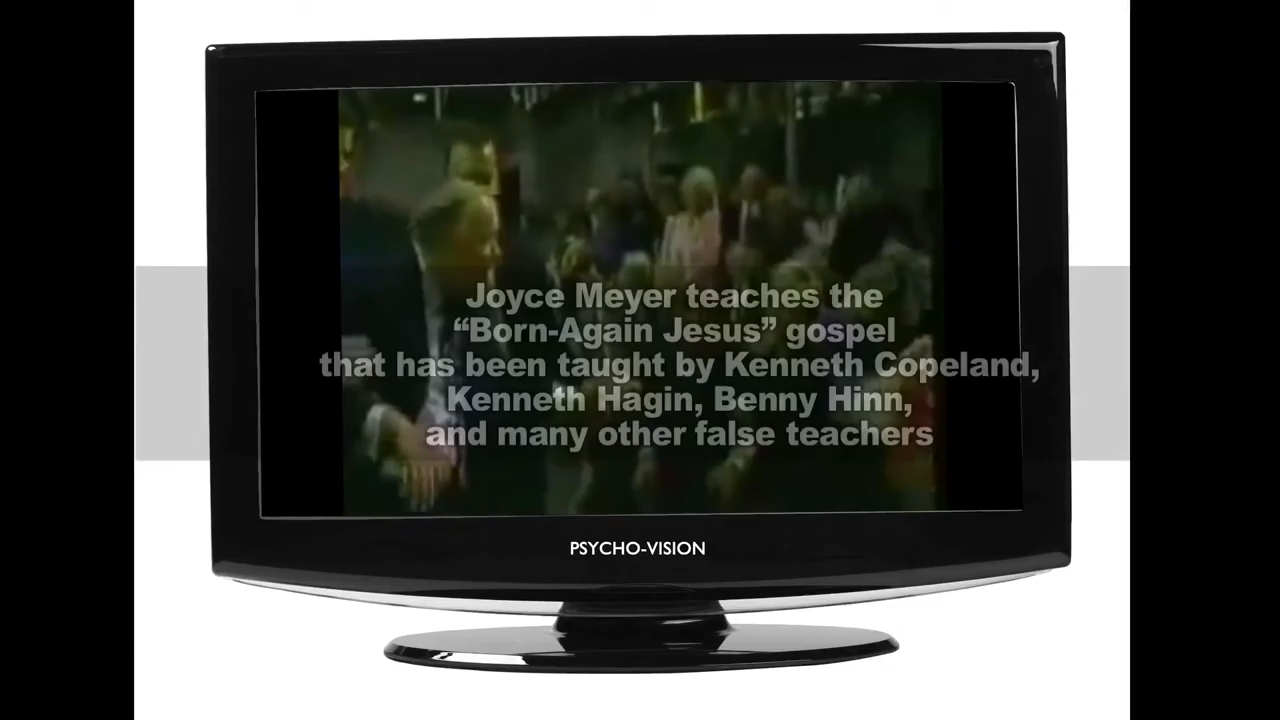 Joyce Meyer teaches the
“Born-Again Jesus” gospel
that has been taught by Kenneth Copeland,
Kenneth Hagin, Benny Hinn,
and many other false teachers
PSYCHO-VISION